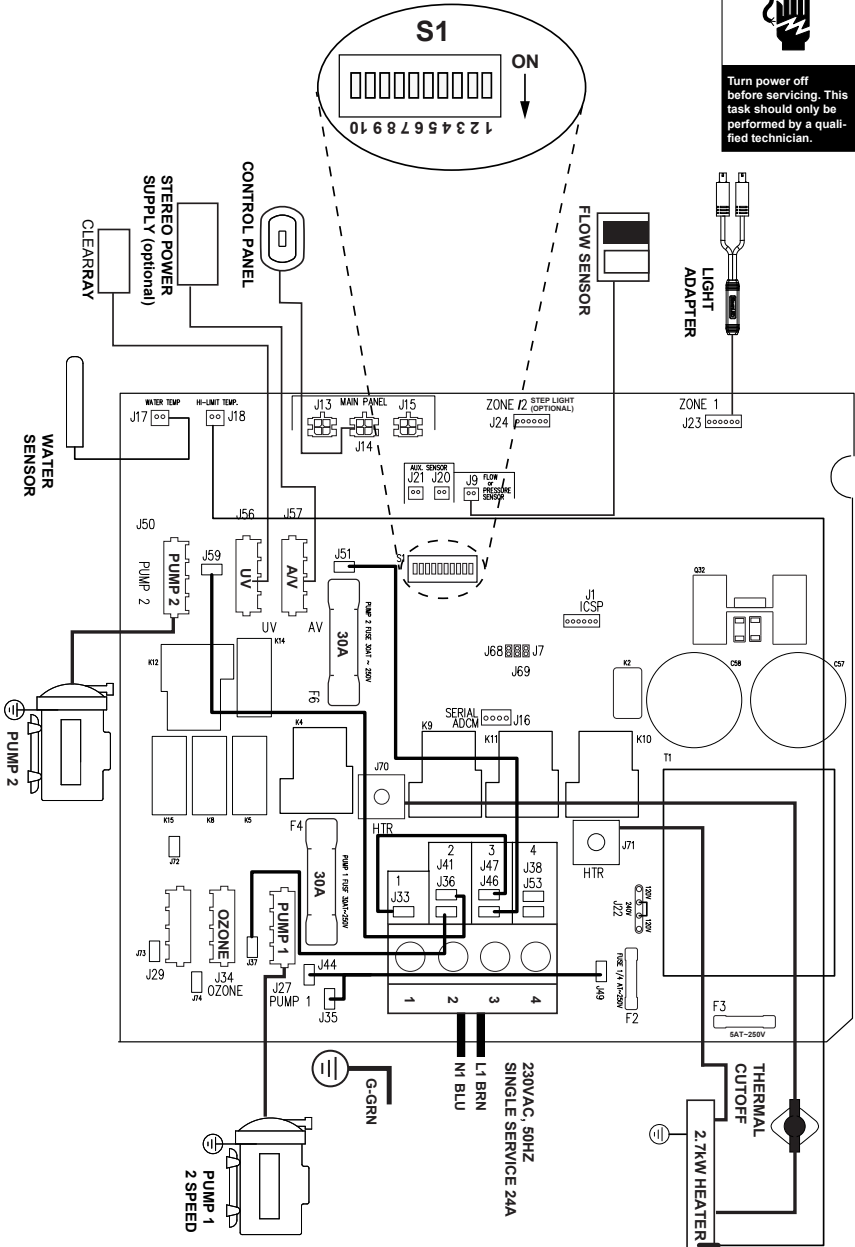 S1
ON
10 9 8 7 6 5 4 3 2 1
Turn power off
before servicing. This
task should only be
performed by a quali-
fied technician.
CONTROL PANEL
STEREO POWER
SUPPLY (optional)
CLEARRAY
FLOW SENSOR
LIGHT
ADAPTER
WATER
SENSOR
WATER TEMP
J17
HI-LIMIT TEMP.
J18
J13
MAIN PANEL
J15
J14
ZONE 2
STEP LIGHT
(OPTIONAL)
J24
ZONE 1
J23
AUX. SENSOR
J21
J20
J9
FLOW
or
PRESSURE
SENSOR
J50
PUMP 2
PUMP 2
J59
J56
UV
UV
J57
A/V
AV
J51
S1
30A
PUMP 2 FUSE 30AT ~ 250V
F6
J1
ICSP
J68
J7
J69
Q32
C58
C57
K2
K14
K12
K4
SERIAL
ADCM
J16
K9
K11
K10
T1
PUMP 2
K15
K8
K5
J70
HTR
J71
HTR
J72
F4
30A
PUMP 1 FUSE 30AT~250V
1
J33
2
J41
J36
3
J47
J46
4
J38
J53
120V
240V
120V
J22
J73
J29
OZONE
J34
OZONE
J74
J37
PUMP 1
J27
PUMP 1
J44
J35
1
2
3
4
J49
FUSE 1/4 AT~250V
F2
F3
5AT~250V
G-GRN
N1 BLU
L1 BRN
230VAC, 50HZ
SINGLE SERVICE 24A
THERMAL
CUTOFF
2.7kW HEATER
PUMP 1
2 SPEED